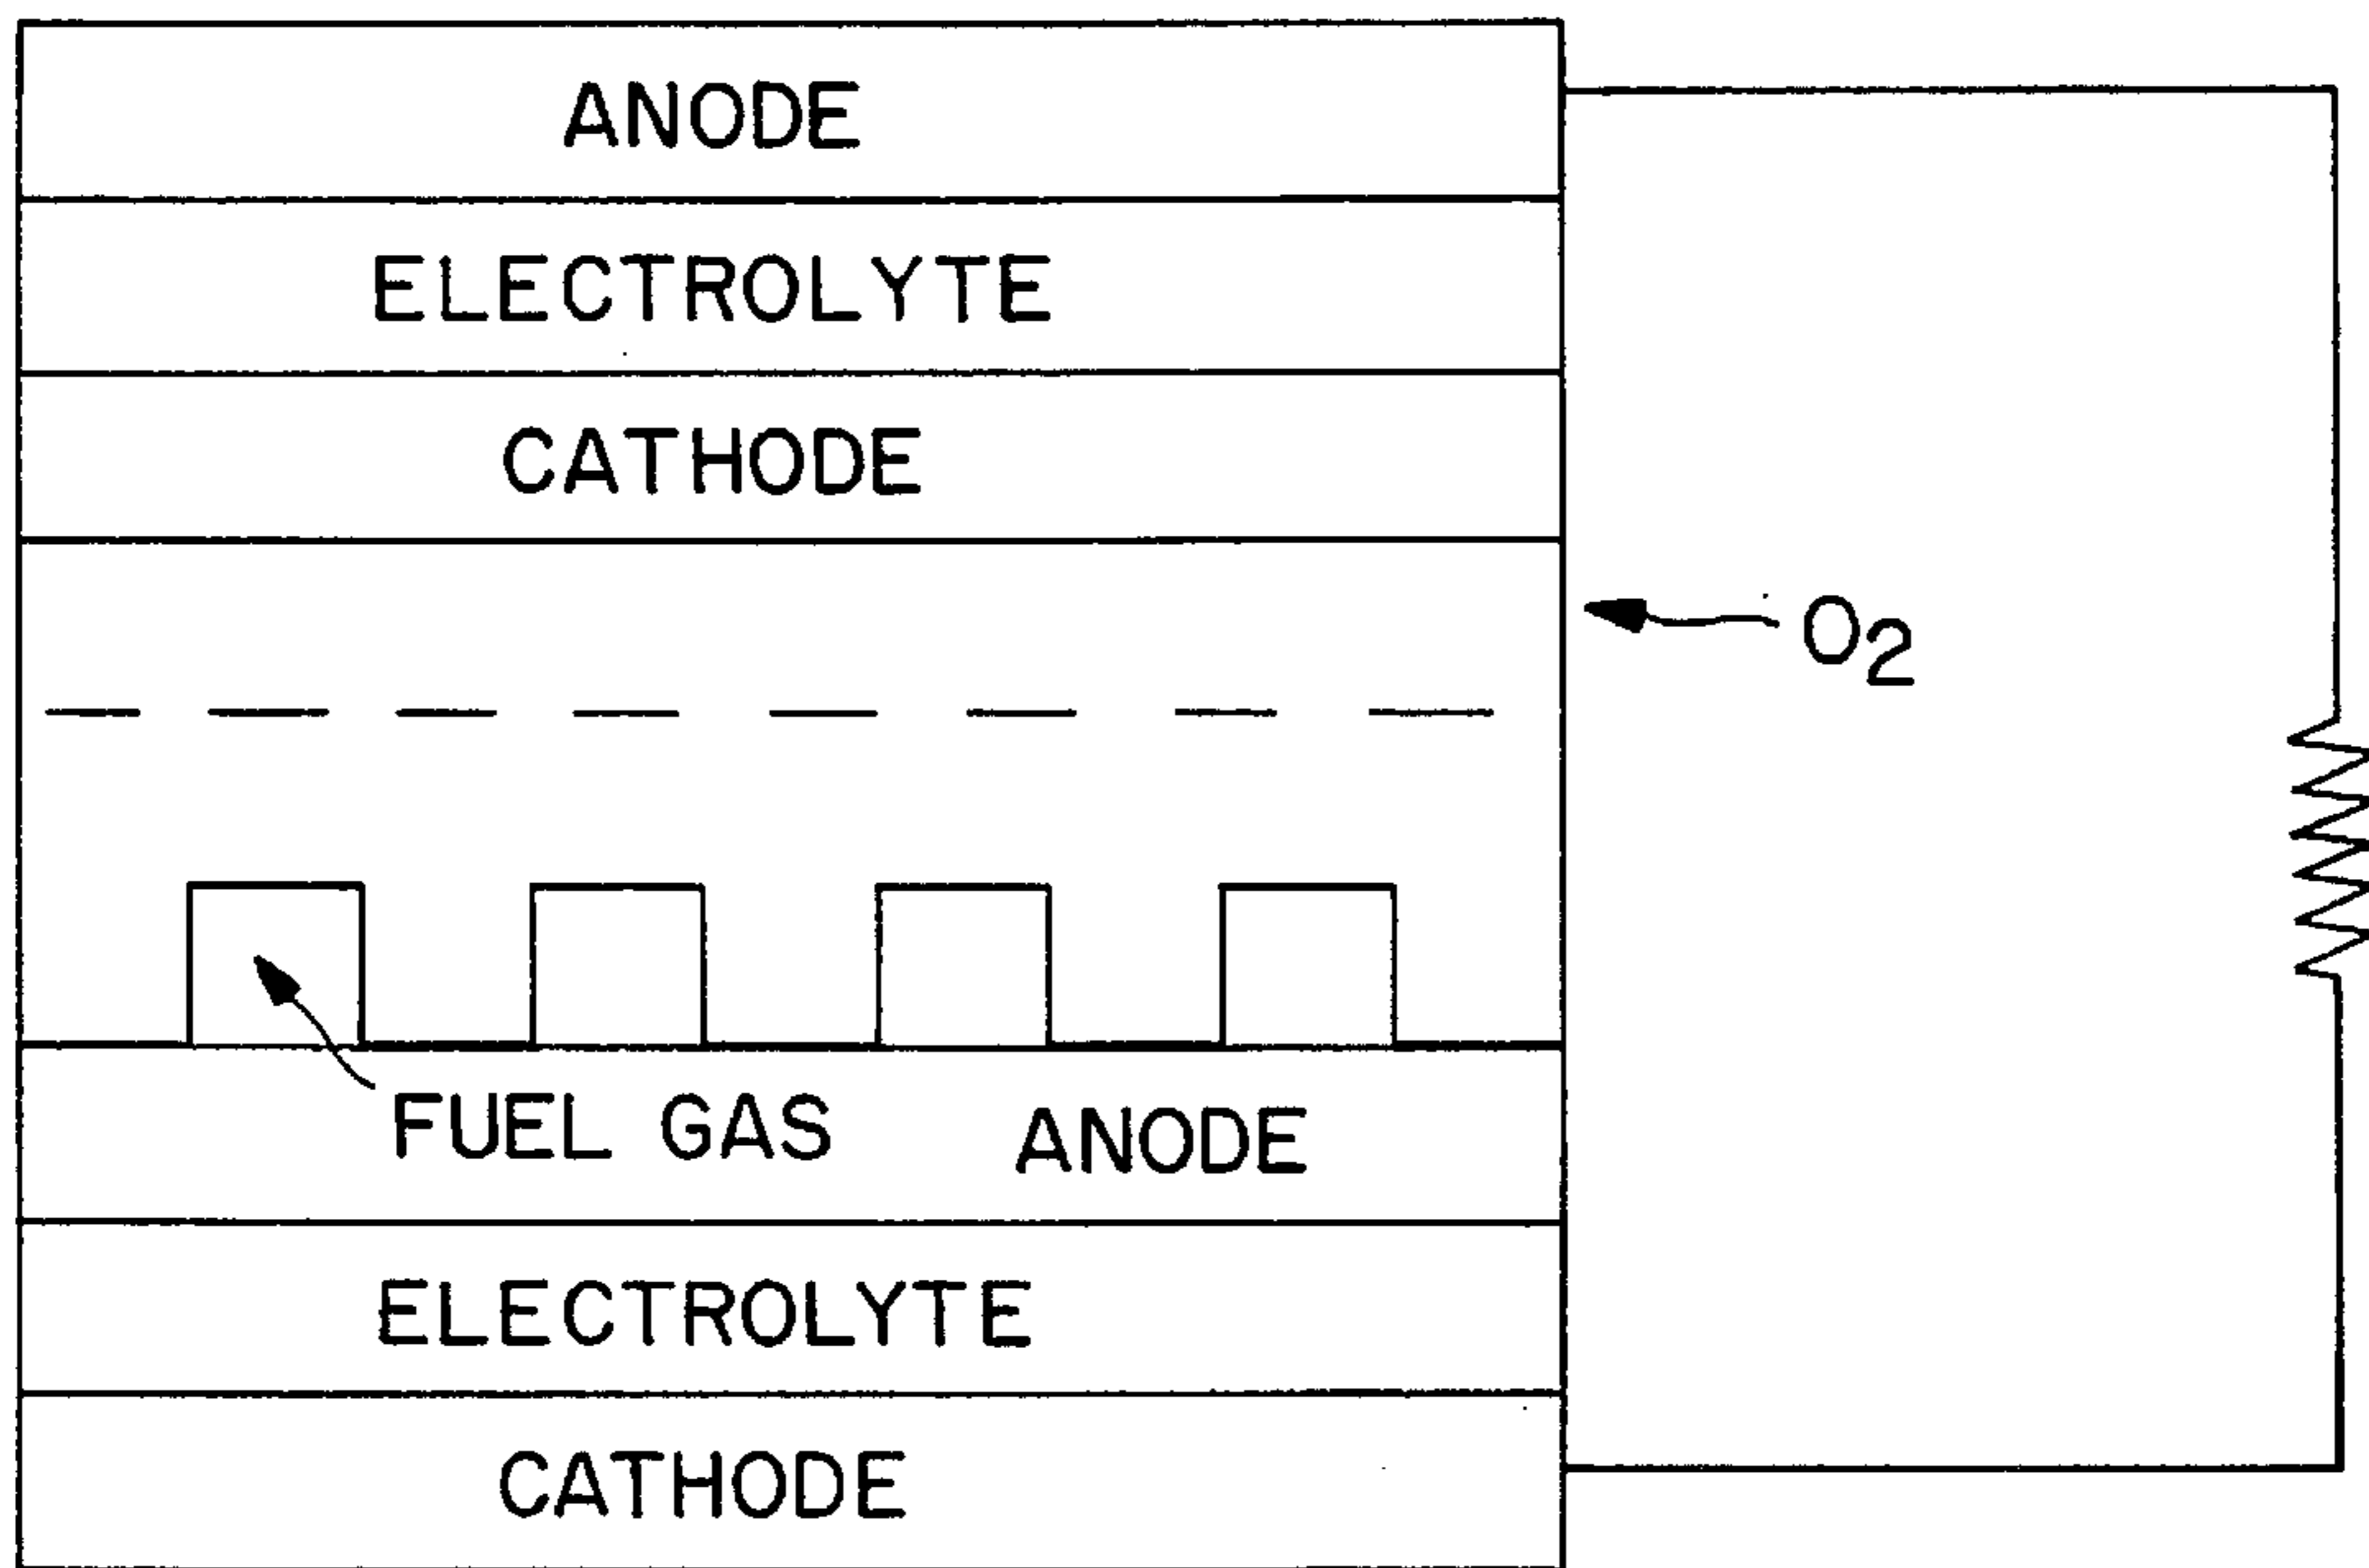 ANODE
ELECTROLYTE
CATHODE
O2
FUEL GAS
ANODE
ELECTROLYTE
CATHODE